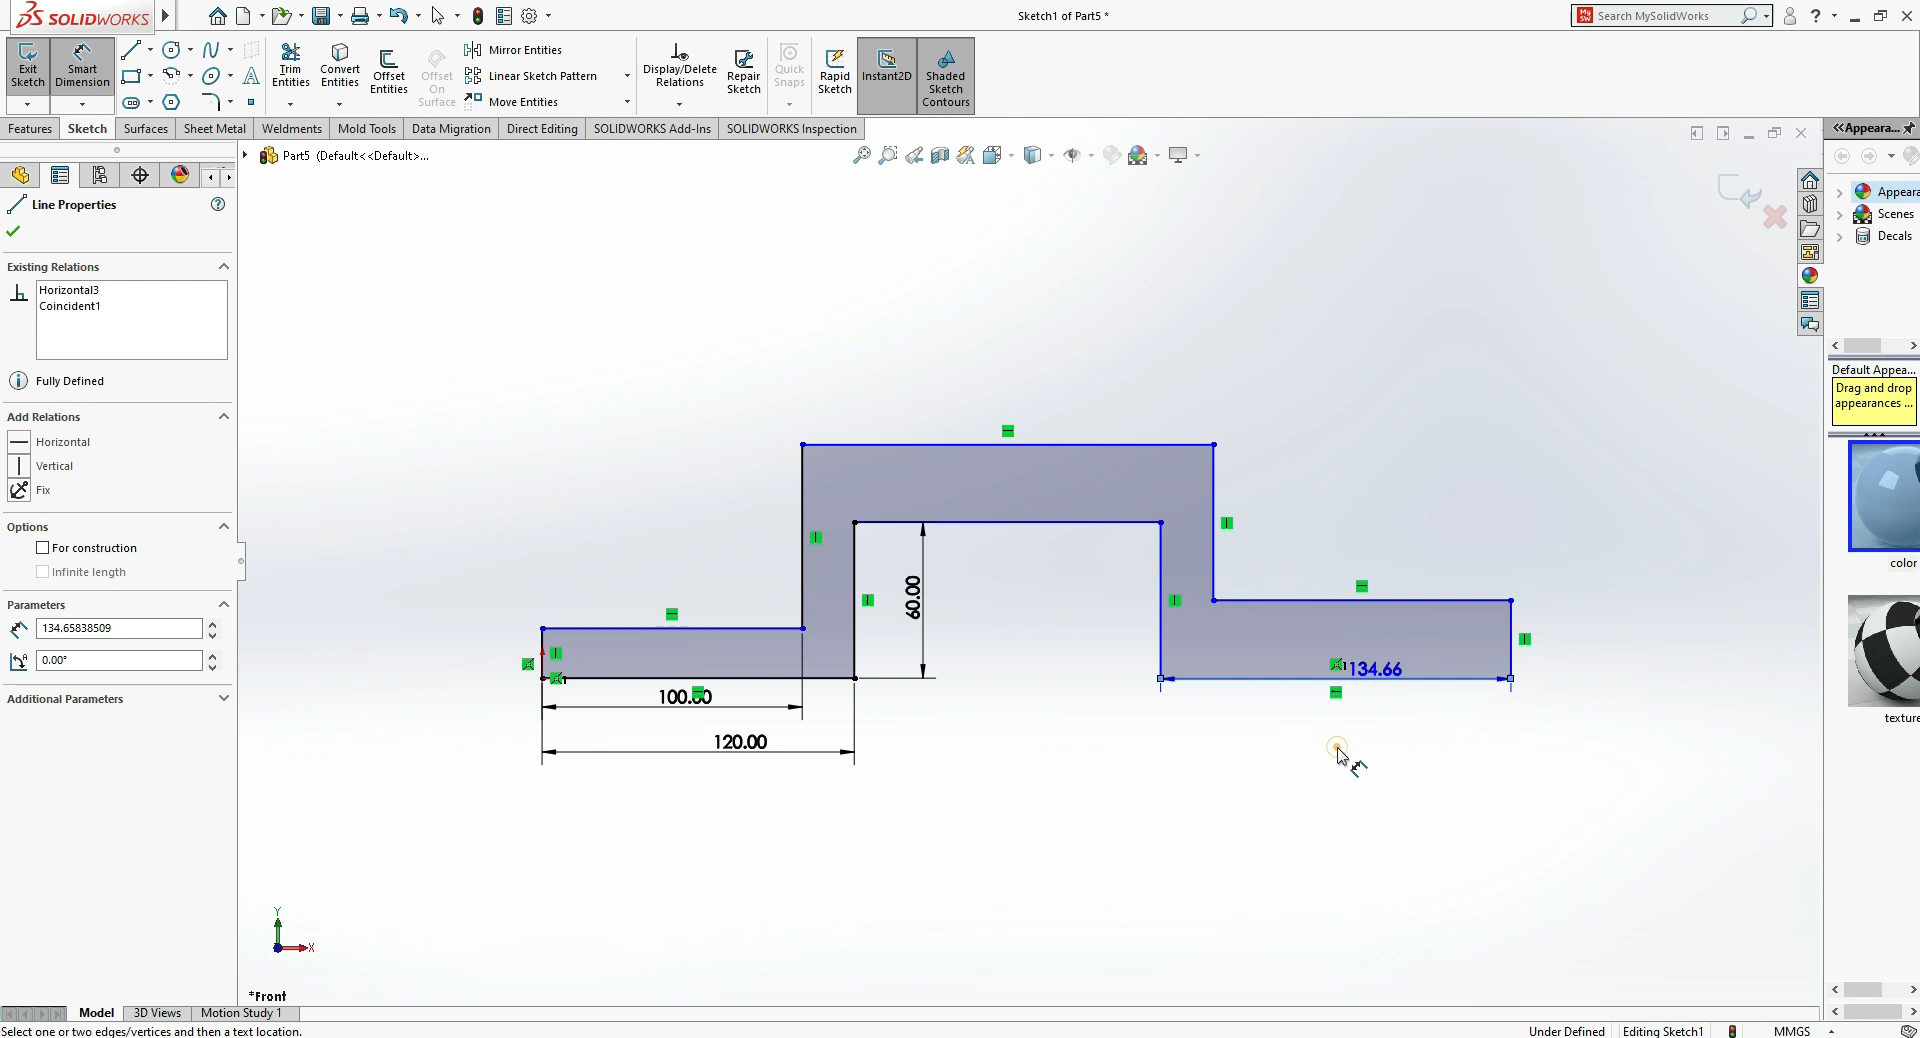 SOLIDWORKS
Sketch1 of Part5 *
Search MySolidWorks
Exit Sketch
Smart Dimension
Trim Entities
Convert Entities
Offset Entities
Offset On Surface
Mirror Entities
Linear Sketch Pattern
Move Entities
Display/Delete Relations
Repair Sketch
Quick Snaps
Rapid Sketch
Instant2D
Shaded Sketch Contours
Features
Sketch
Surfaces
Sheet Metal
Weldments
Mold Tools
Data Migration
Direct Editing
SOLIDWORKS Add-Ins
SOLIDWORKS Inspection
Part5 (Default<<Default>...
Line Properties
Existing Relations
Horizontal3
Coincident1
Fully Defined
Add Relations
Horizontal
Vertical
Fix
Options
For construction
Infinite length
Parameters
134.65838509
0.00°
Additional Parameters
60.00
100.00
120.00
134.66
1
1
Y
X
*Front
Appeara...
Appeara
Scenes
Decals
Default Appea...
Drag and drop
appearances ...
color
texture
Model
3D Views
Motion Study 1
Select one or two edges/vertices and then a text location.
Under Defined
Editing Sketch1
MMGS